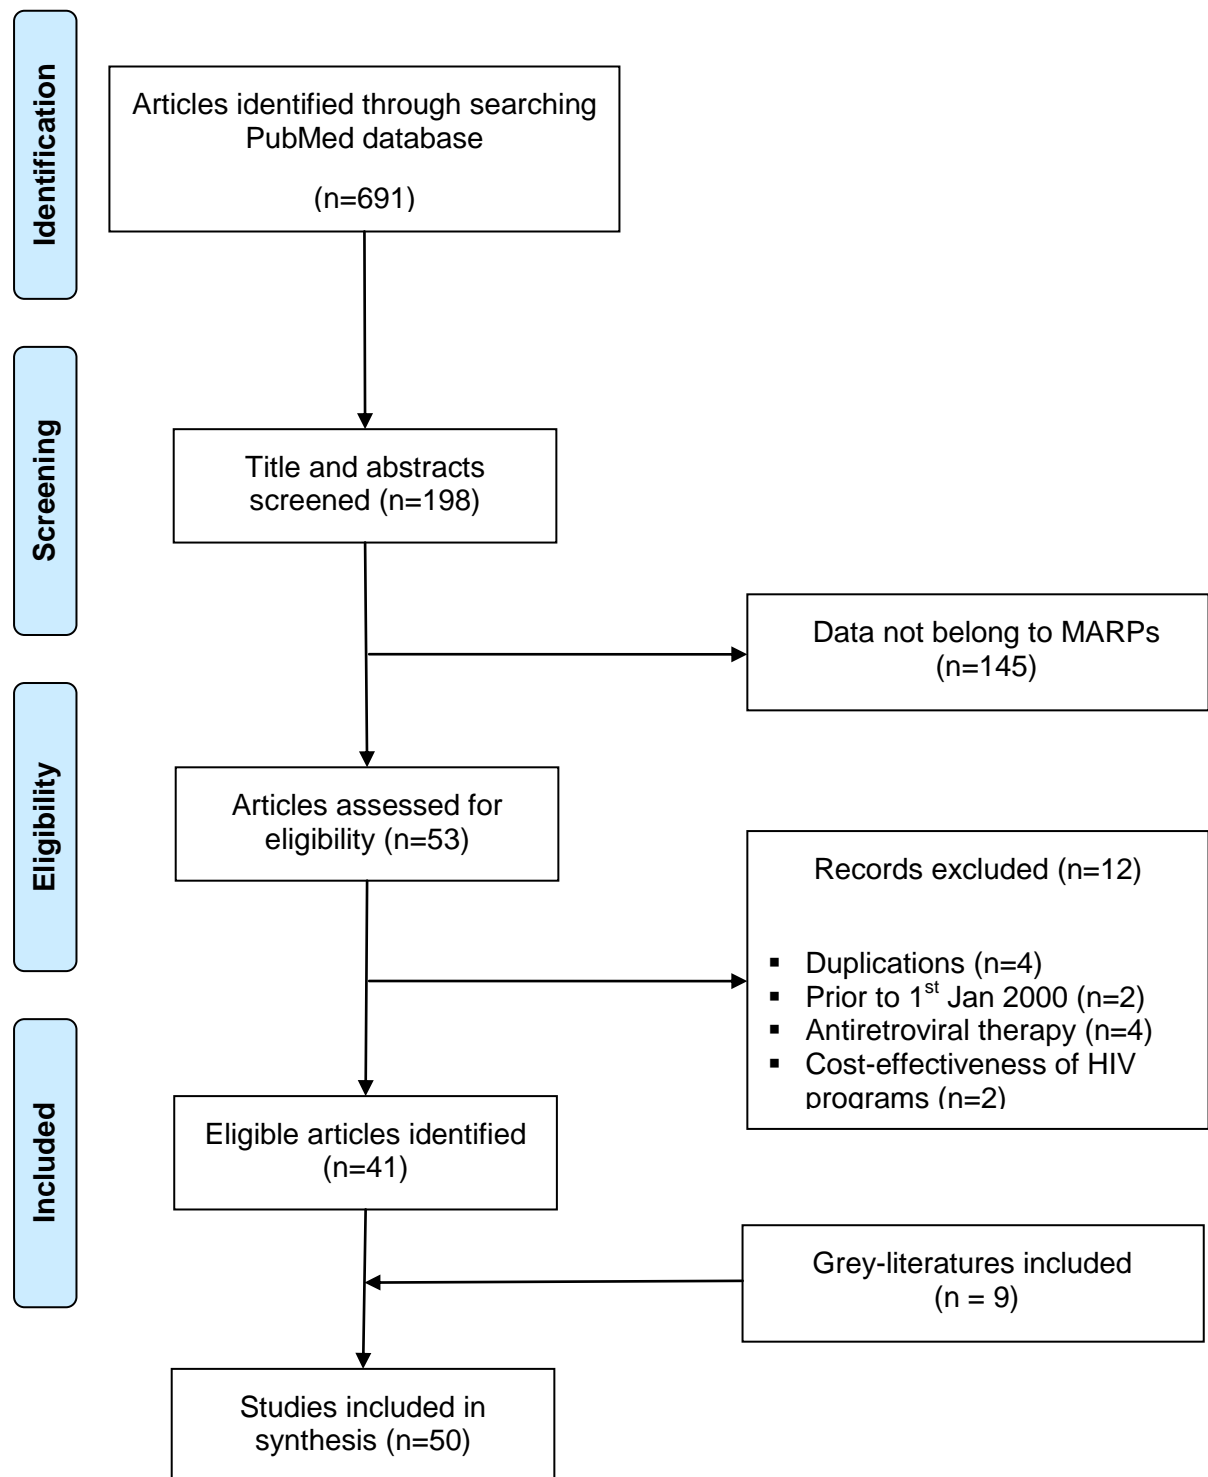 Identification
Articles identified through searching
PubMed database
(n=691)
Screening
Title and abstracts
screened (n=198)
Data not belong to MARPs
(n=145)
Eligibility
Articles assessed for
eligibility (n=53)
Records excluded (n=12)
▪ Duplications (n=4)
▪ Prior to 1st Jan 2000 (n=2)
▪ Antiretroviral therapy (n=4)
▪ Cost-effectiveness of HIV
programs (n=2)
Included
Eligible articles identified
(n=41)
Grey-literatures included
(n = 9)
Studies included in
synthesis (n=50)